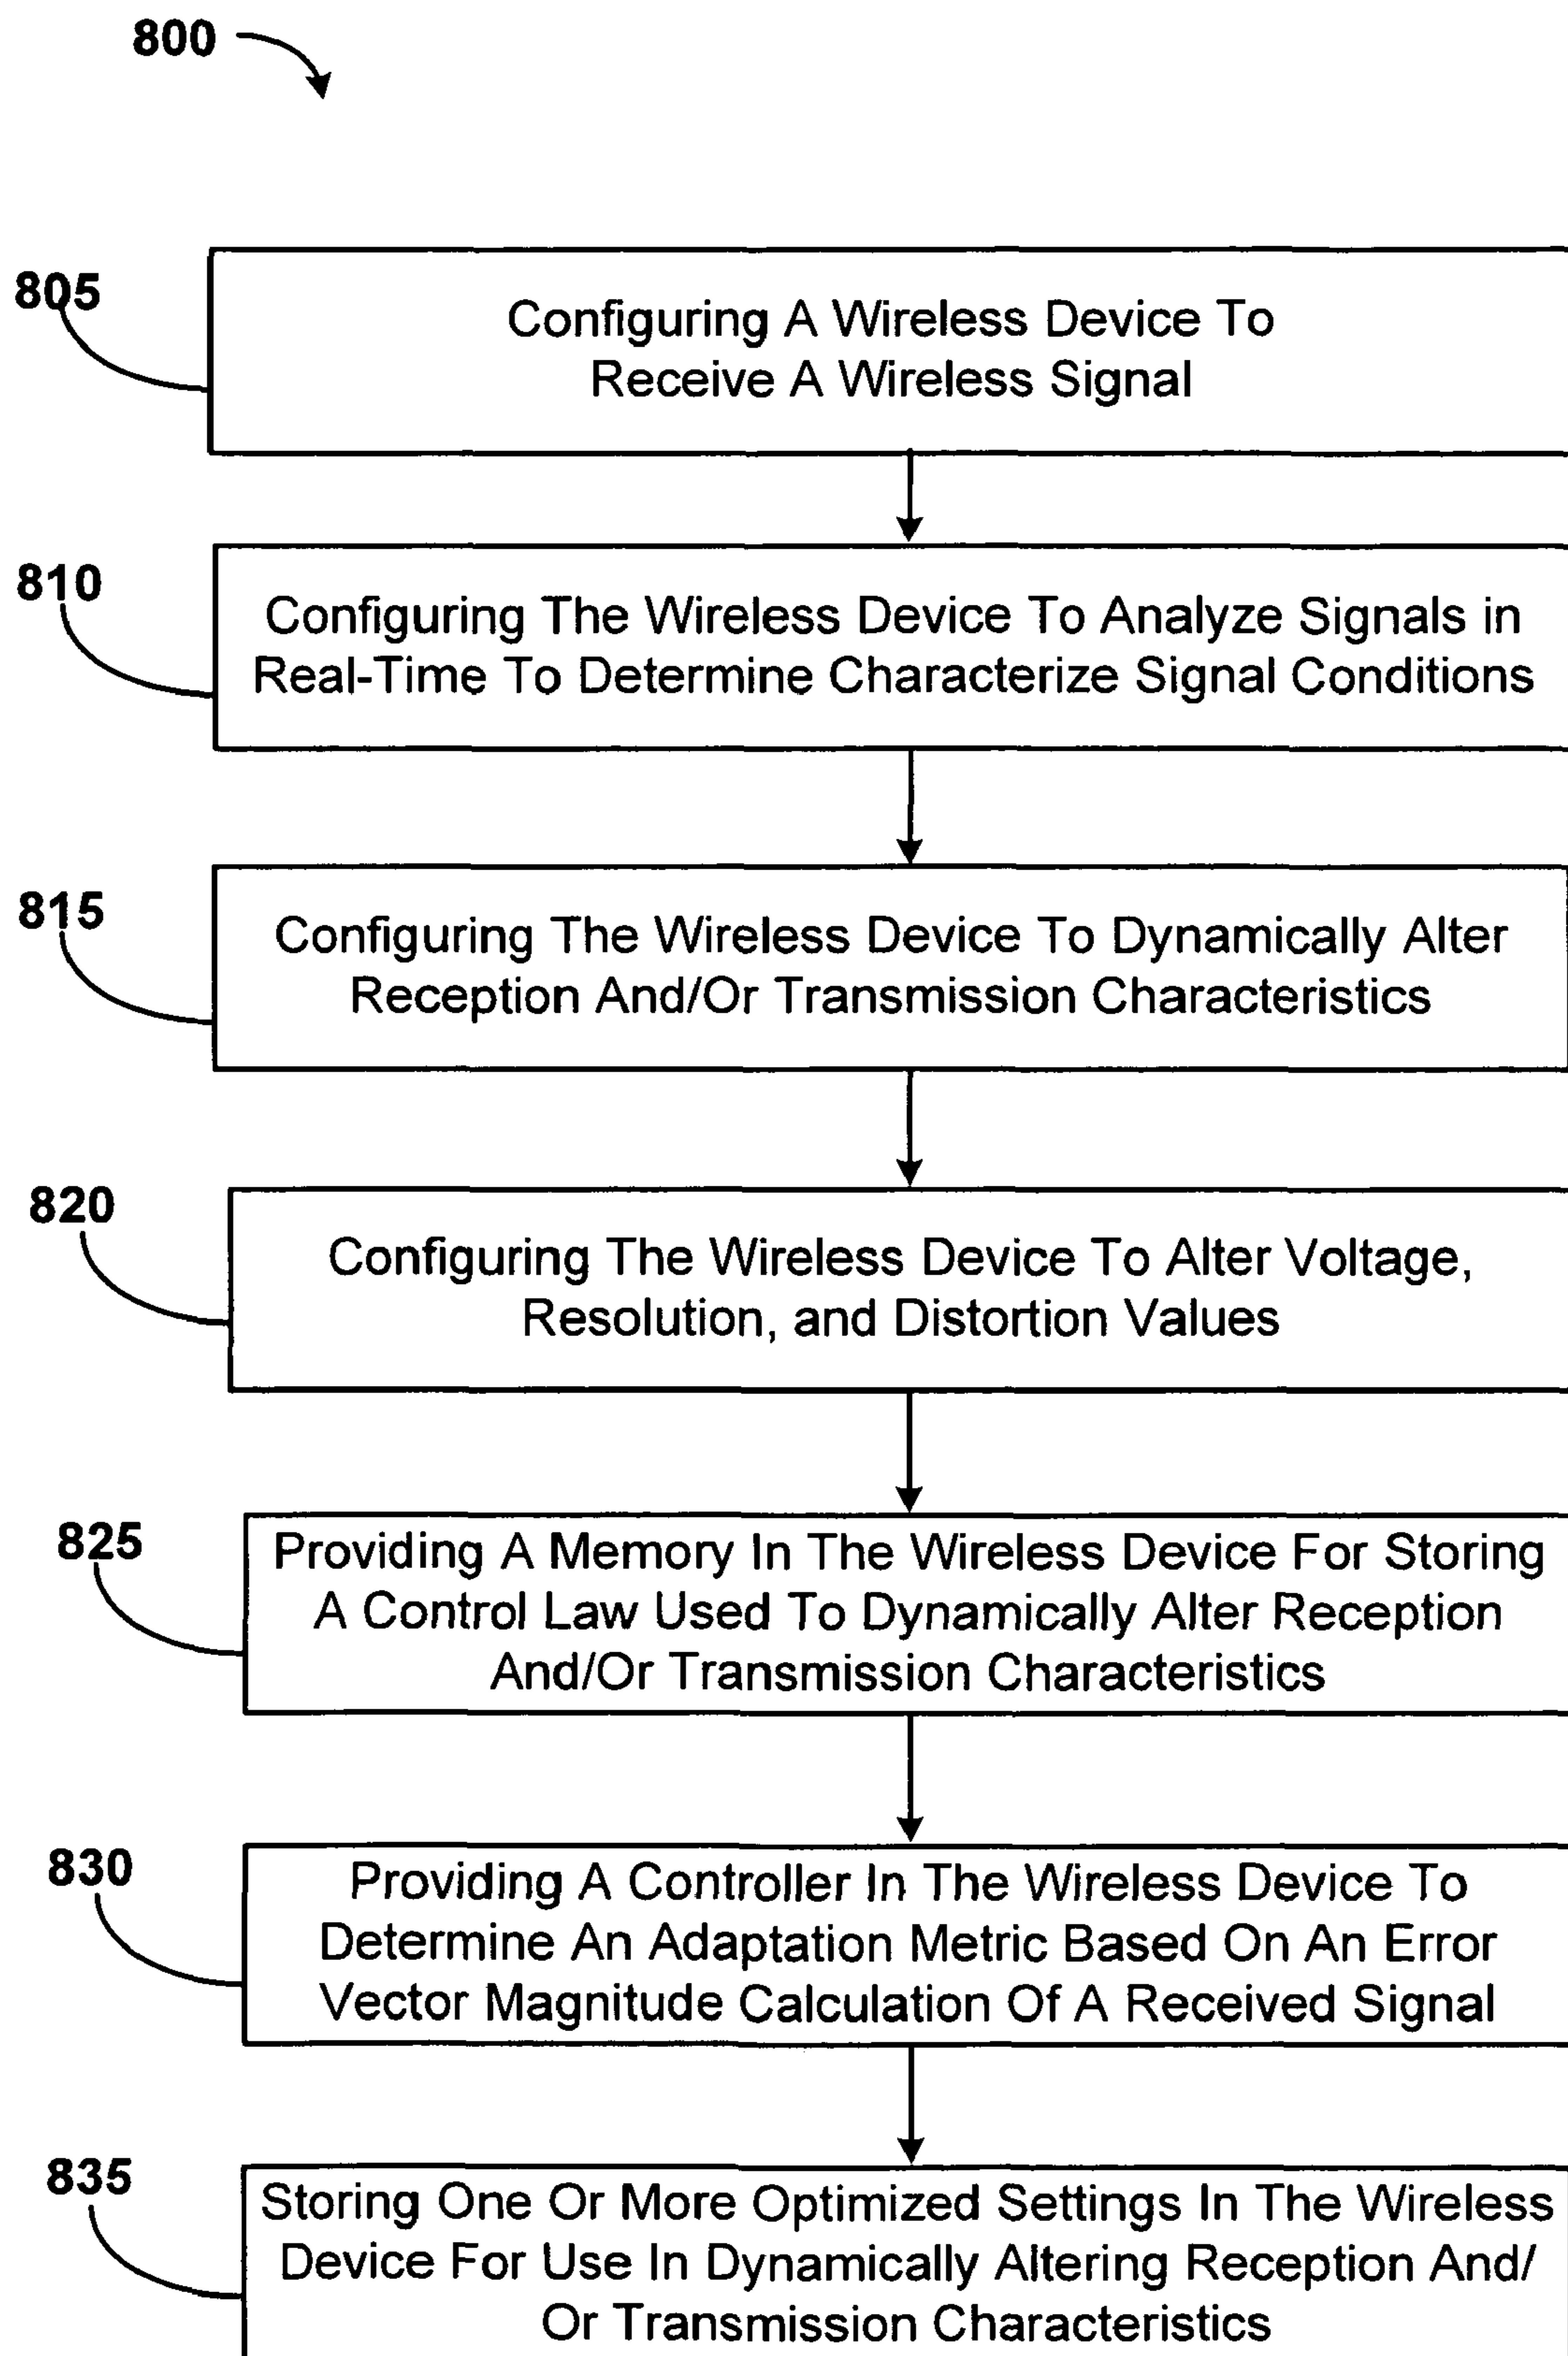 800
805
Configuring A Wireless Device To
Receive A Wireless Signal
810
Configuring The Wireless Device To Analyze Signals in
Real-Time To Determine Characterize Signal Conditions
815
Configuring The Wireless Device To Dynamically Alter
Reception And/Or Transmission Characteristics
820
Configuring The Wireless Device To Alter Voltage,
Resolution, and Distortion Values
825
Providing A Memory In The Wireless Device For Storing
A Control Law Used To Dynamically Alter Reception
And/Or Transmission Characteristics
830
Providing A Controller In The Wireless Device To
Determine An Adaptation Metric Based On An Error
Vector Magnitude Calculation Of A Received Signal
835
Storing One Or More Optimized Settings In The Wireless
Device For Use In Dynamically Altering Reception And/
Or Transmission Characteristics